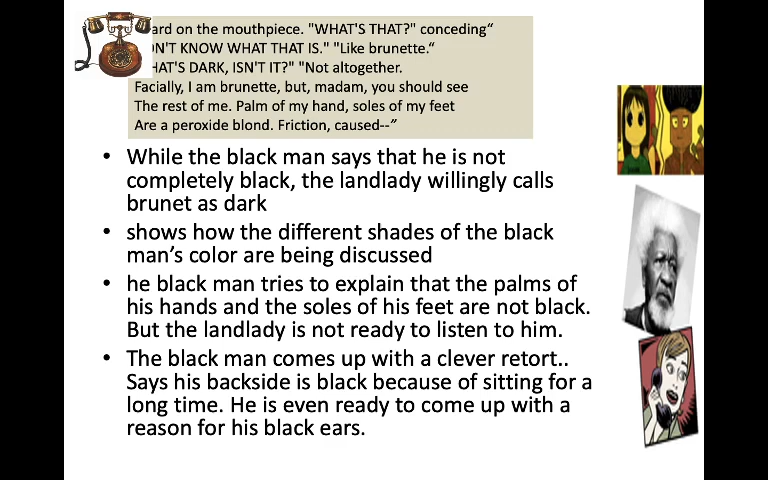 ard on the mouthpiece. "WHAT'S THAT?" conceding“
N'T KNOW WHAT THAT IS." "Like brunette.“
HAT'S DARK, ISN'T IT?" "Not altogether.
Facially, I am brunette, but, madam, you should see
The rest of me. Palm of my hand, soles of my feet
Are a peroxide blond. Friction, caused--”
• While the black man says that he is not
completely black, the landlady willingly calls
brunet as dark
• shows how the different shades of the black
man’s color are being discussed
• he black man tries to explain that the palms of
his hands and the soles of his feet are not black.
But the landlady is not ready to listen to him.
• The black man comes up with a clever retort..
Says his backside is black because of sitting for a
long time. He is even ready to come up with a
reason for his black ears.